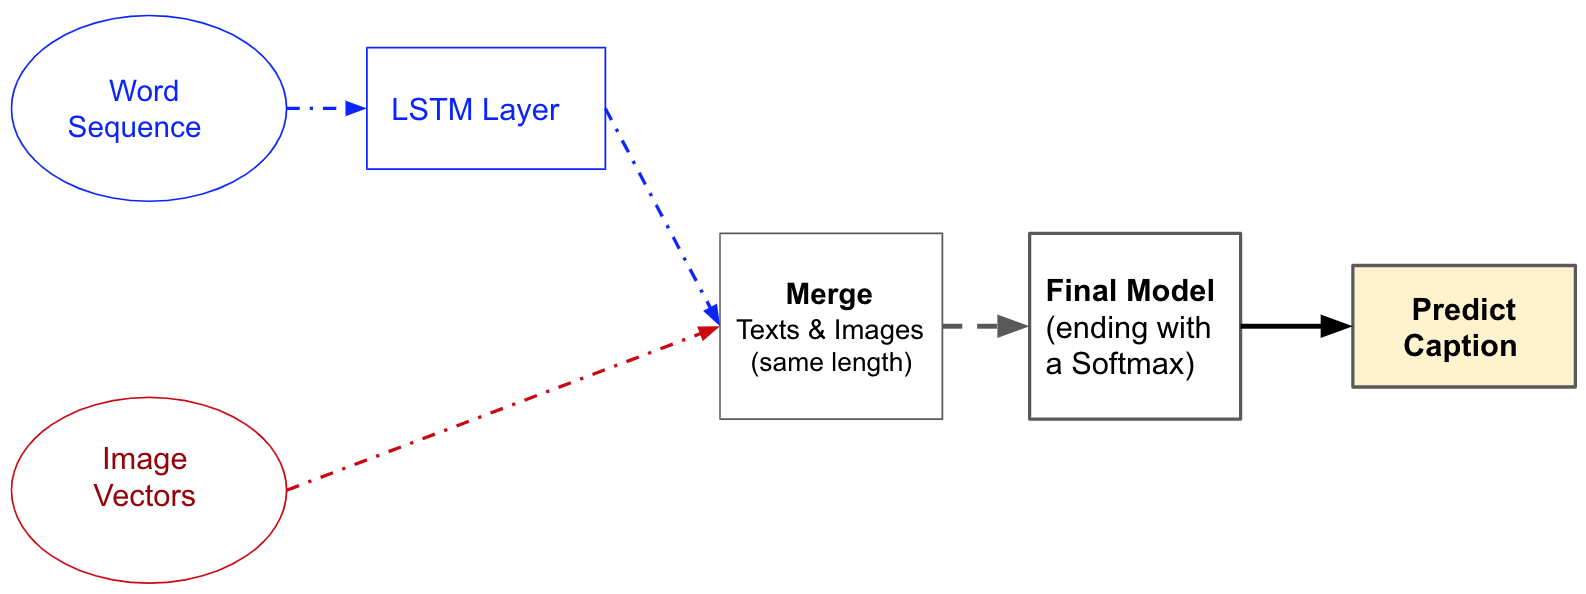 Word
Sequence
LSTM Layer
Image
Vectors
Merge
Texts & Images
(same length)
Final Model
(ending with
a Softmax)
Predict
Caption